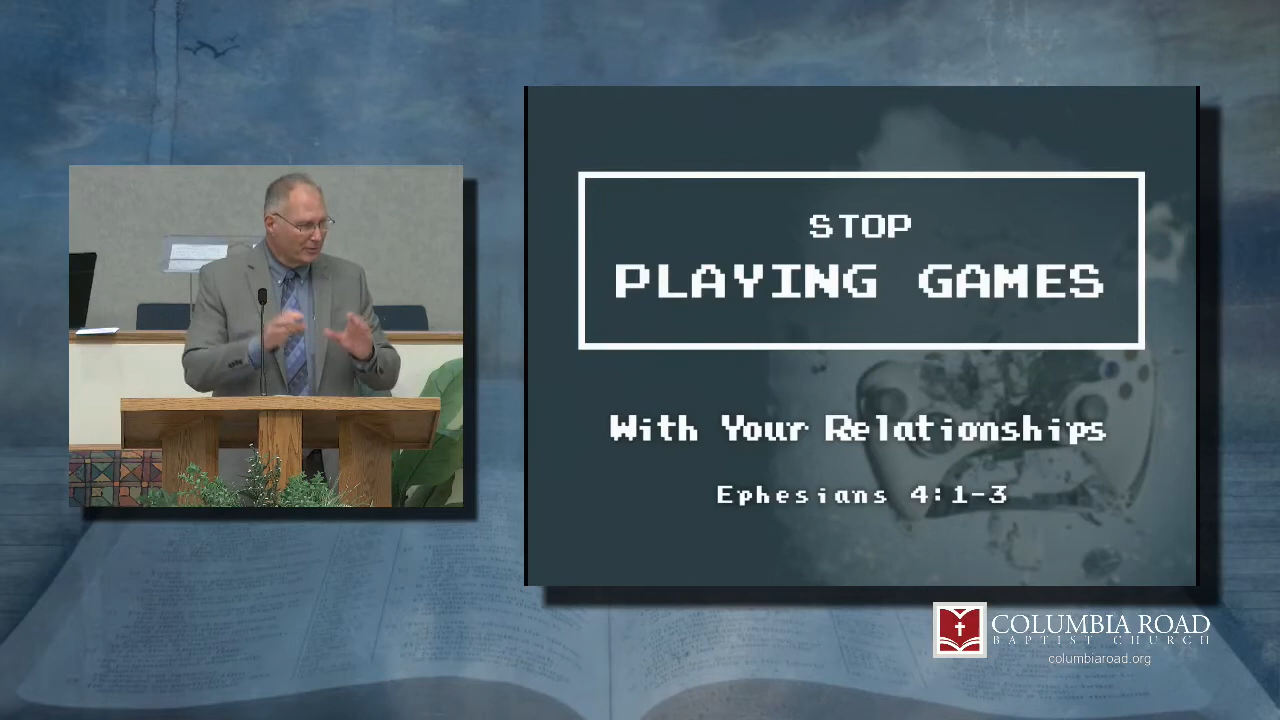 STOP
PLAYING GAMES
With Your Relationships
Ephesians 4:1-3
COLUMBIA ROAD
BAPTIST CHURCH
columbiaroad.org